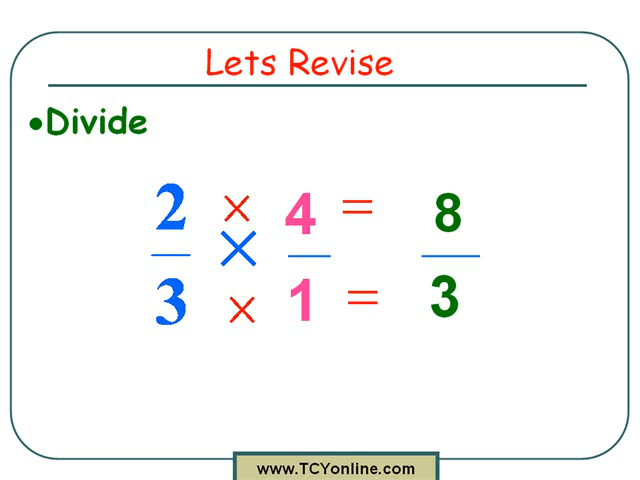 Lets Revise
•Divide
2 × 4 = 8
×
3 × 1 = 3
www.TCYonline.com